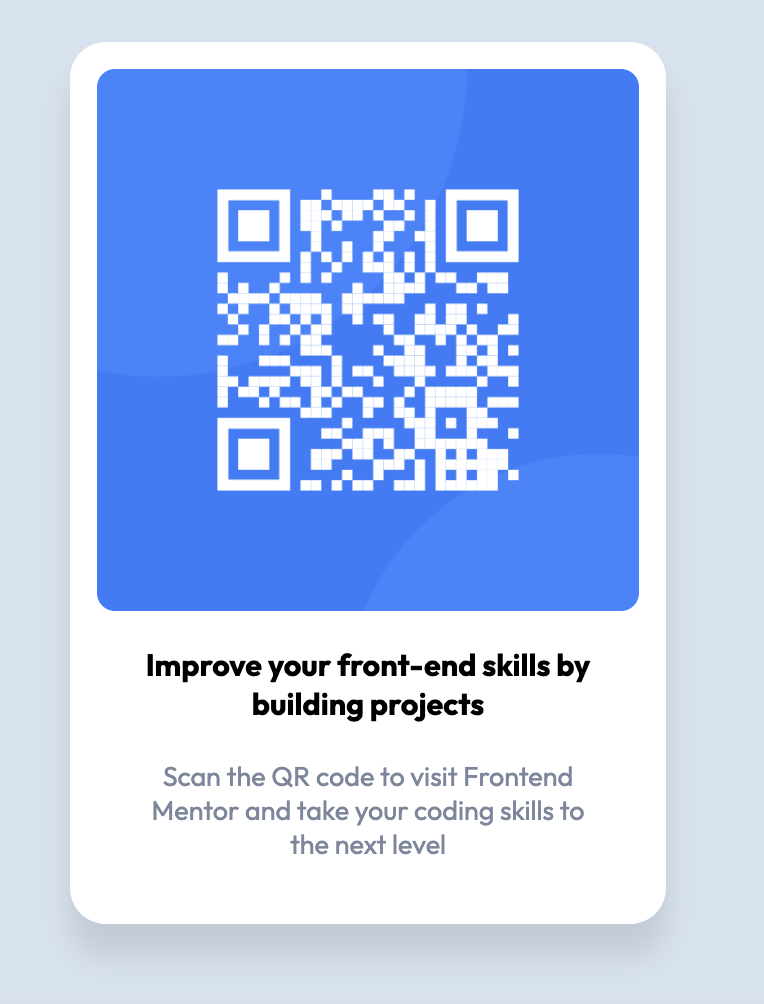 Improve your front-end skills by
building projects
Scan the QR code to visit Frontend
Mentor and take your coding skills to
the next level